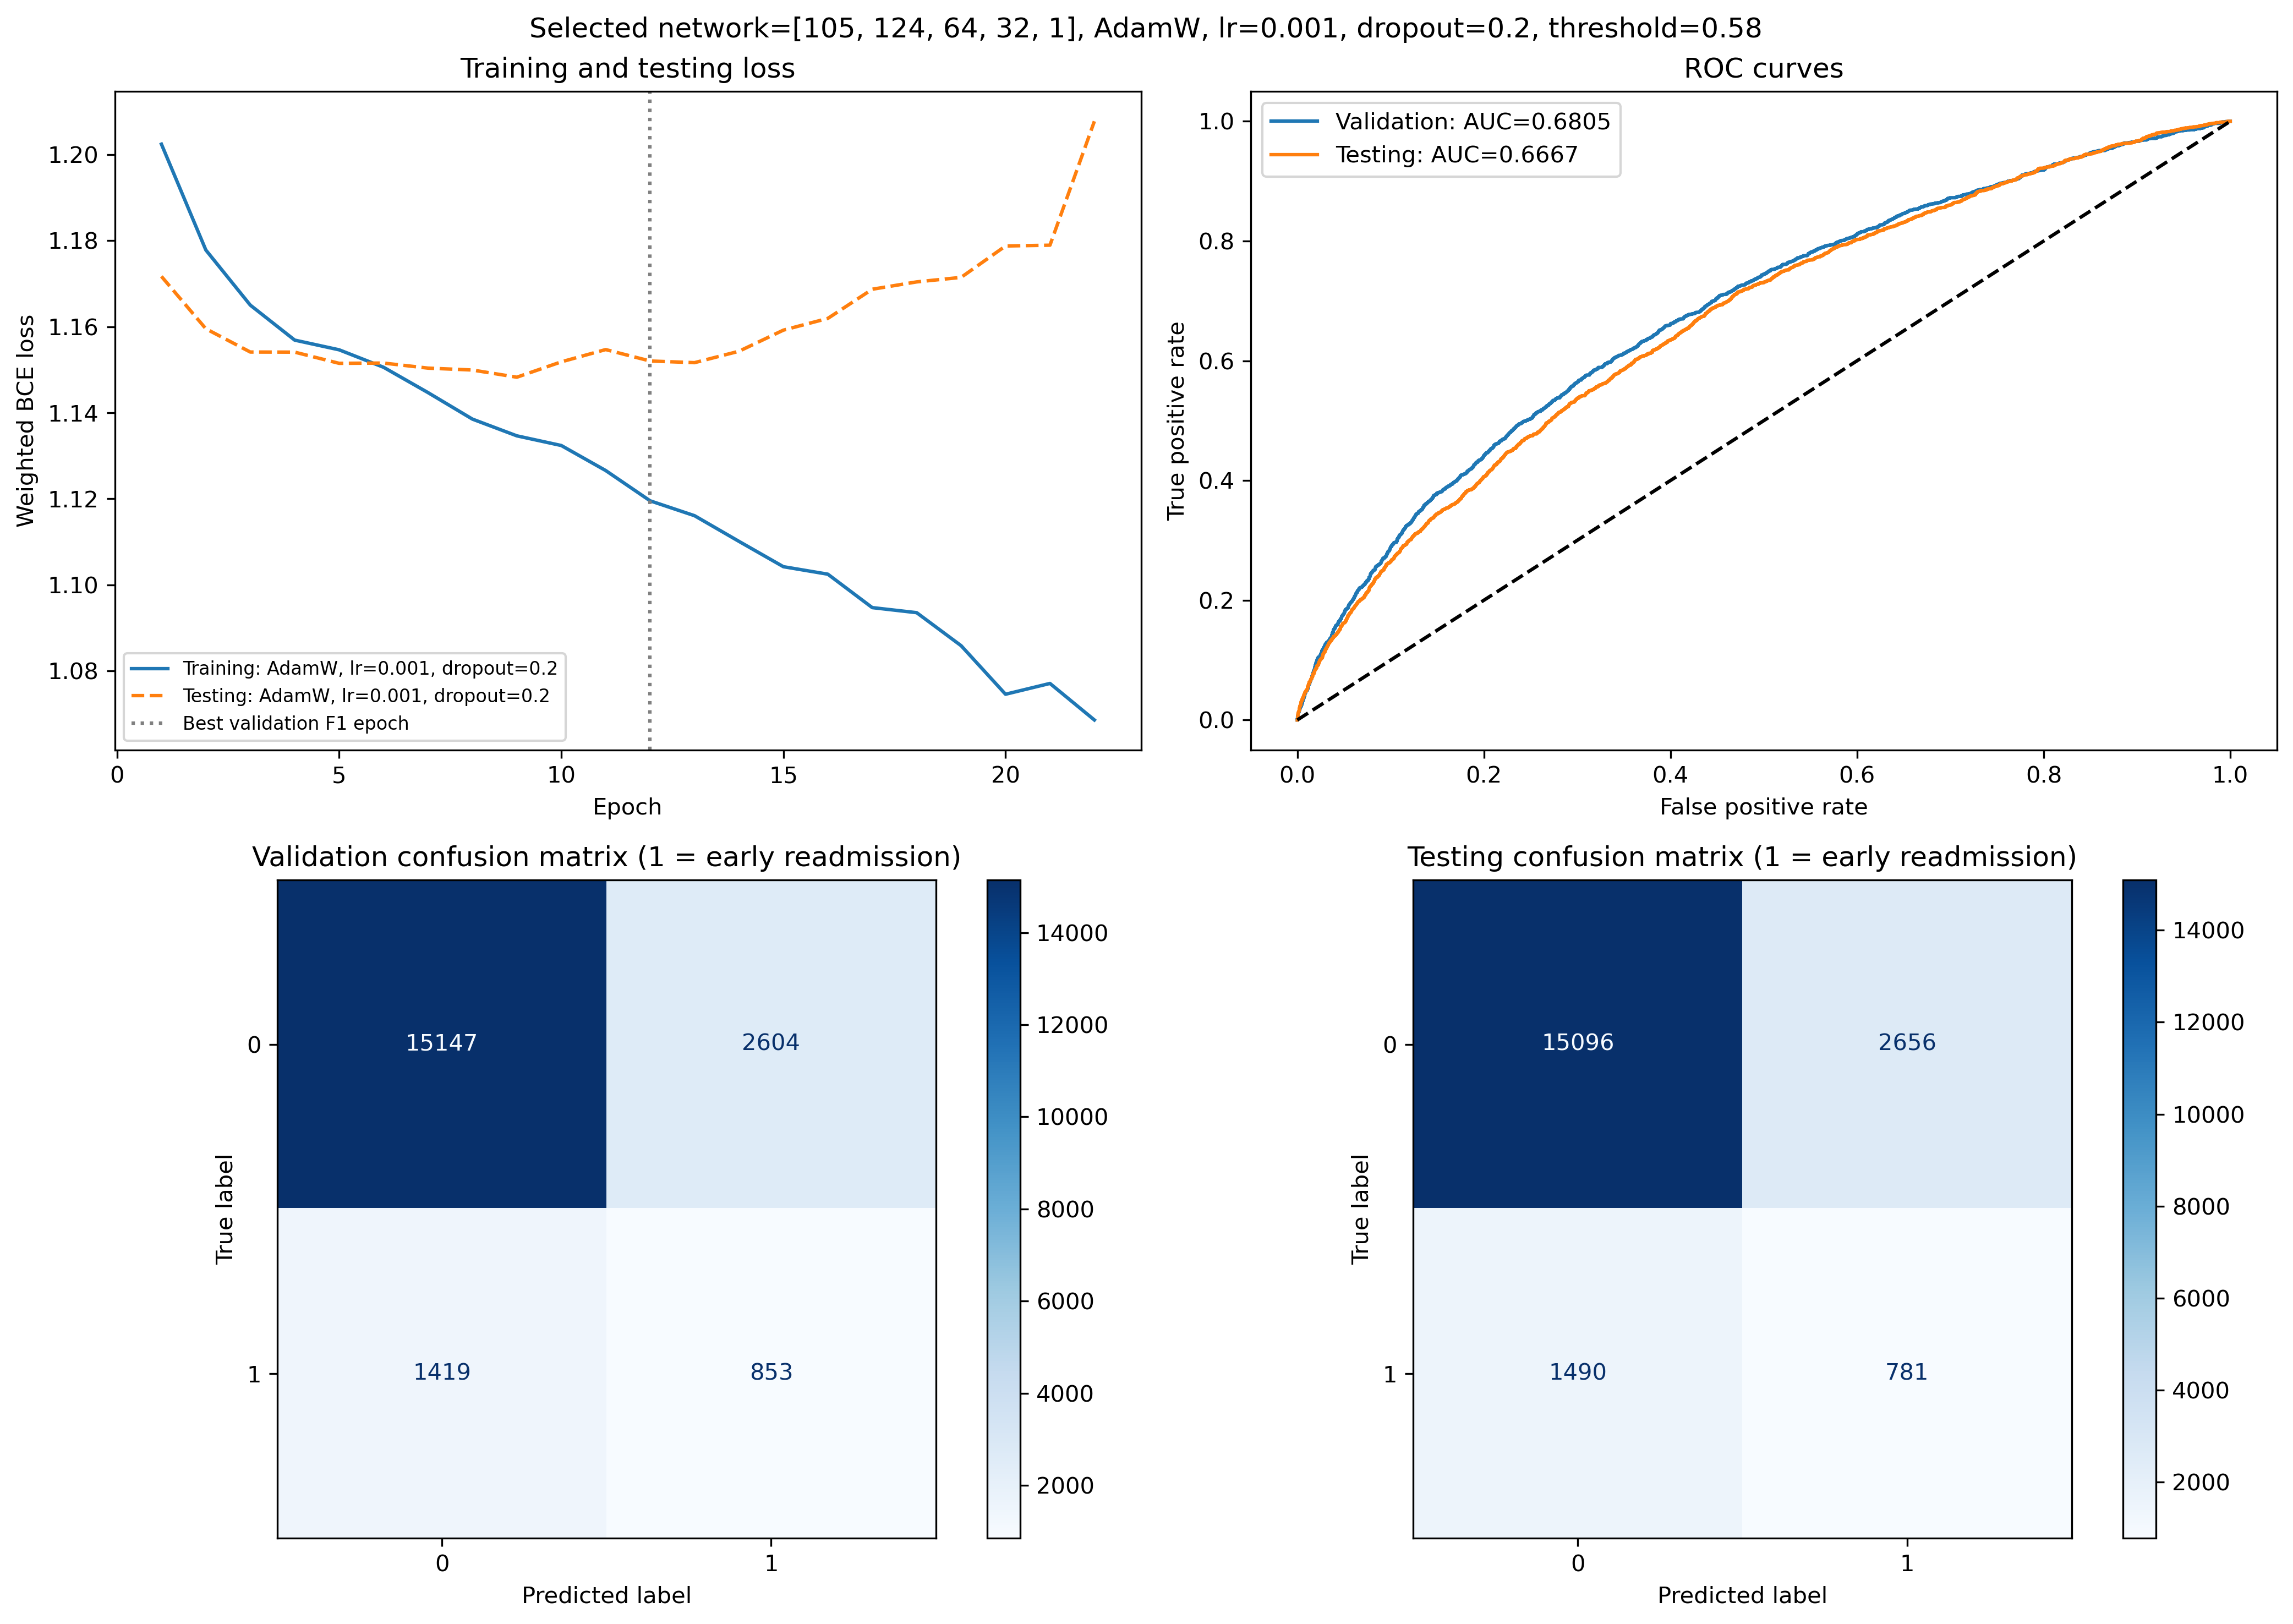 Selected network=[105, 124, 64, 32, 1], AdamW, lr=0.001, dropout=0.2, threshold=0.58
Training and testing loss
Weighted BCE loss
1.20
1.18
1.16
1.14
1.12
1.10
1.08
Training: AdamW, lr=0.001, dropout=0.2
Testing: AdamW, lr=0.001, dropout=0.2
Best validation F1 epoch
0 5 10 15 20
Epoch
ROC curves
Validation: AUC=0.6805
Testing: AUC=0.6667
True positive rate
1.0
0.8
0.6
0.4
0.2
0.0
0.0 0.2 0.4 0.6 0.8 1.0
False positive rate
Validation confusion matrix (1 = early readmission)
True label
0
15147 2604
1
1419 853
0 1
Predicted label
14000
12000
10000
8000
6000
4000
2000
Testing confusion matrix (1 = early readmission)
True label
0
15096 2656
1
1490 781
0 1
Predicted label
14000
12000
10000
8000
6000
4000
2000